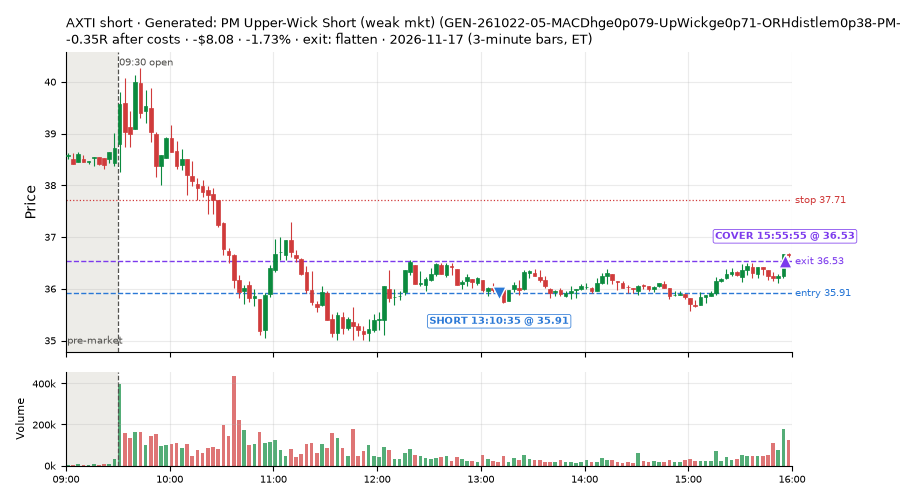 AXTI short · Generated: PM Upper-Wick Short (weak mkt) (GEN-261022-05-MACDhge0p079-UpWickge0p71-ORHdistlem0p38-PM-
-0.35R after costs · -$8.08 · -1.73% · exit: flatten · 2026-11-17 (3-minute bars, ET)
09:30 open
40
39
38
37
36
35
Price
stop 37.71
COVER 15:55:55 @ 36.53
exit 36.53
entry 35.91
SHORT 13:10:35 @ 35.91
pre-market
400k
200k
0k
Volume
09:00
10:00
11:00
12:00
13:00
14:00
15:00
16:00